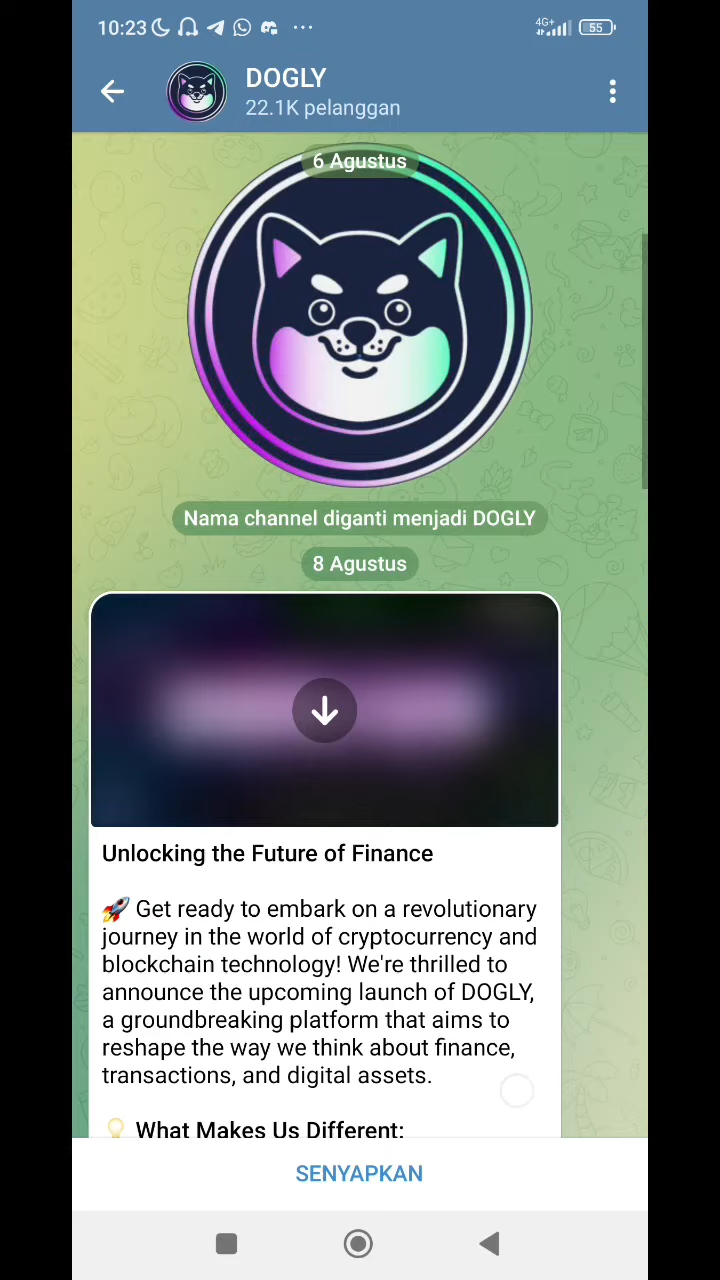 10:23
4G+
55
DOGLY
22.1K pelanggan
6 Agustus
Nama channel diganti menjadi DOGLY
8 Agustus
Unlocking the Future of Finance
🚀 Get ready to embark on a revolutionary
journey in the world of cryptocurrency and
blockchain technology! We're thrilled to
announce the upcoming launch of DOGLY,
a groundbreaking platform that aims to
reshape the way we think about finance,
transactions, and digital assets.
💡 What Makes Us Different:
SENYAPKAN